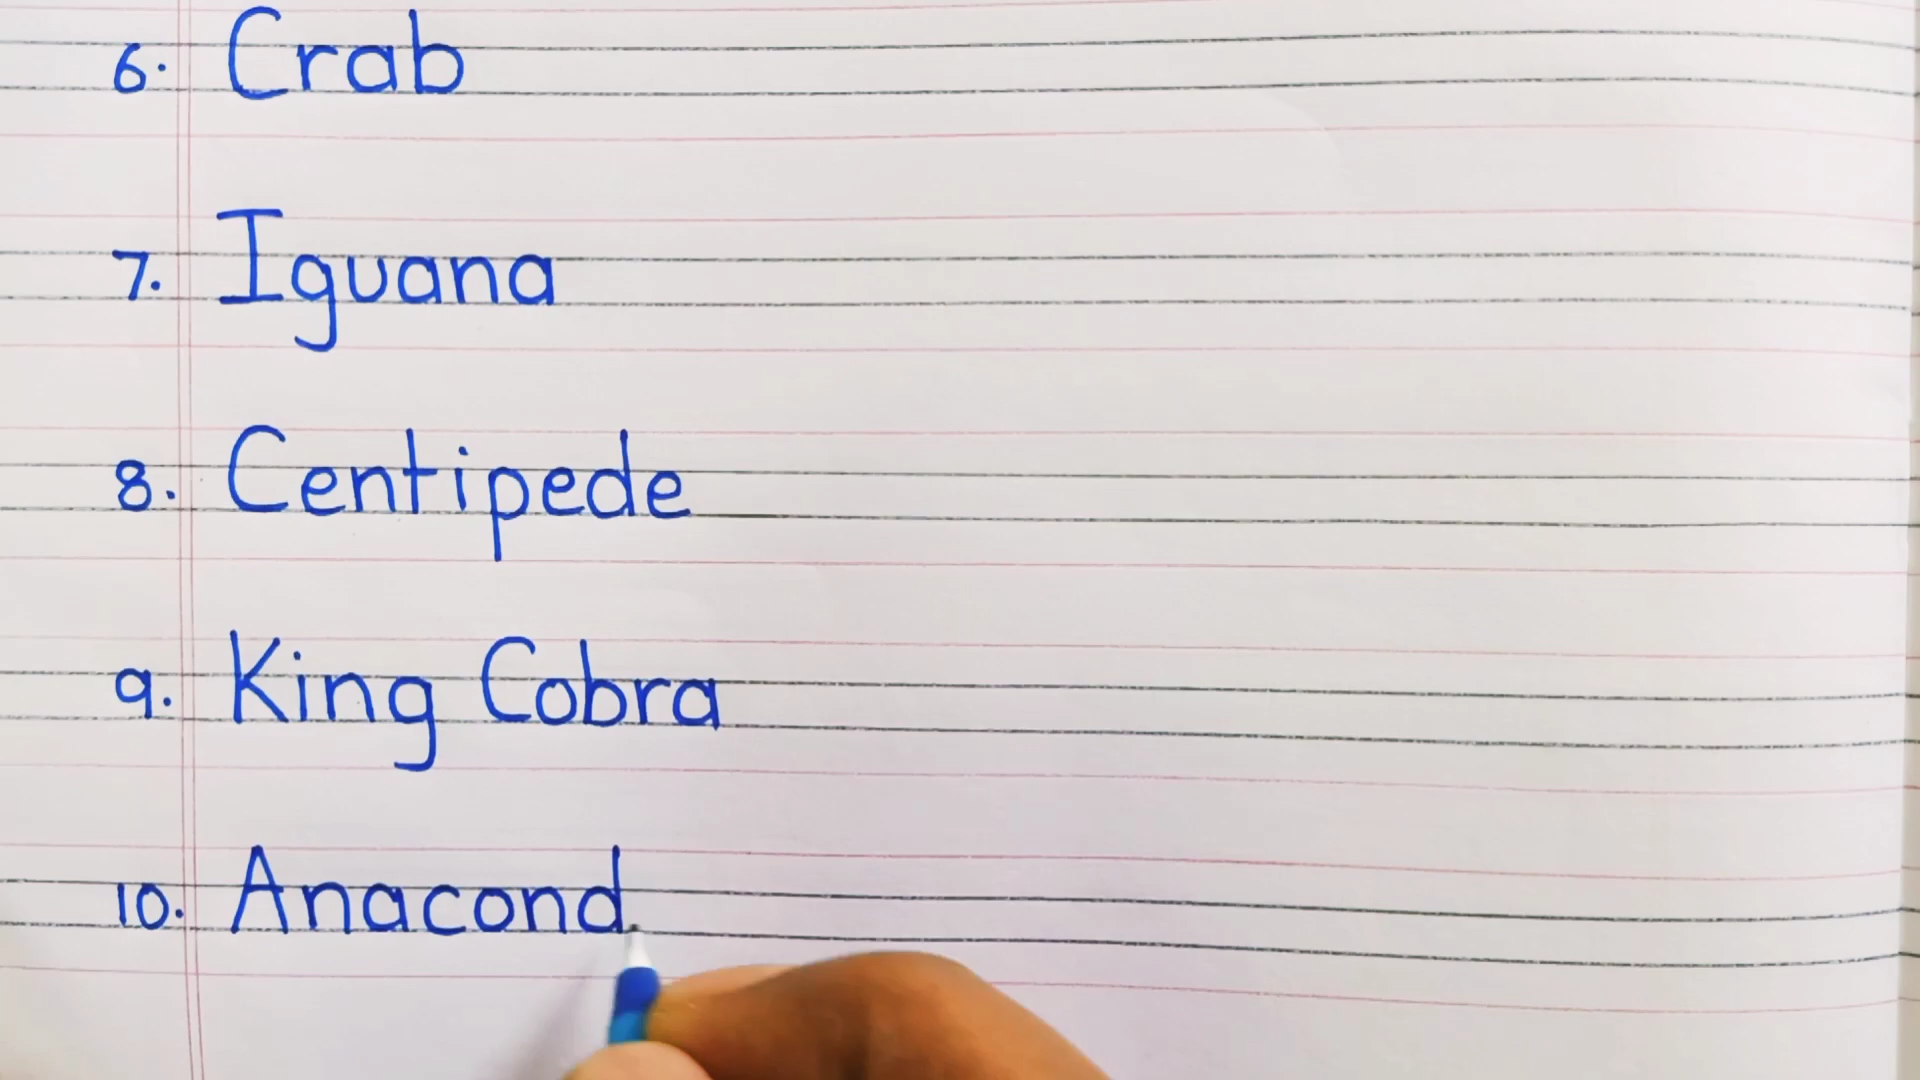 6. Crab
7. Iguana
8. Centipede
9. King Cobra
10. Anacond